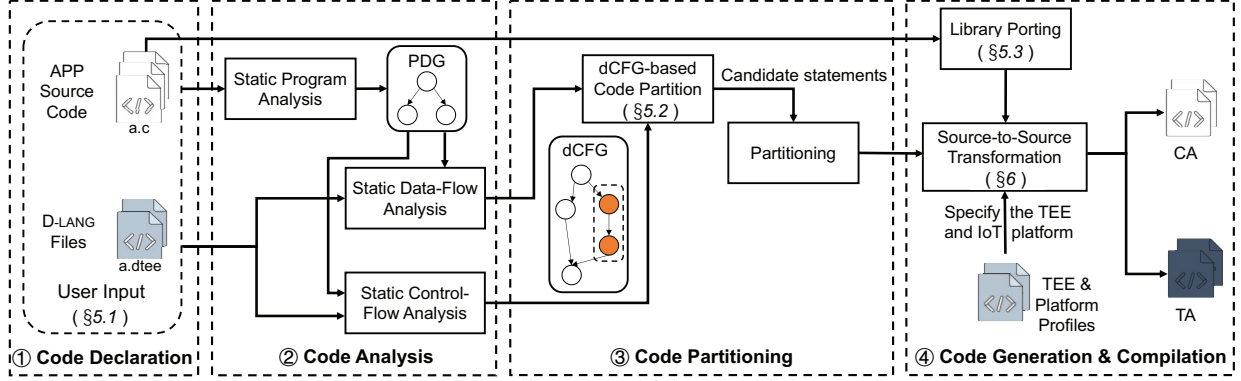 APP
Source
Code
</>
a.c
D-LANG
Files
</>
a.dtee
User Input
( §5.1 )
① Code Declaration
Static Program
Analysis
PDG
Static Data-Flow
Analysis
Static Control-
Flow Analysis
② Code Analysis
dCFG-based
Code Partition
( §5.2 )
Candidate statements
dCFG
Partitioning
③ Code Partitioning
Library Porting
( §5.3 )
Source-to-Source
Transformation
( §6 )
Specify the TEE
and IoT platform
</>
TEE &
Platform
Profiles
</>
CA
</>
TA
④ Code Generation & Compilation